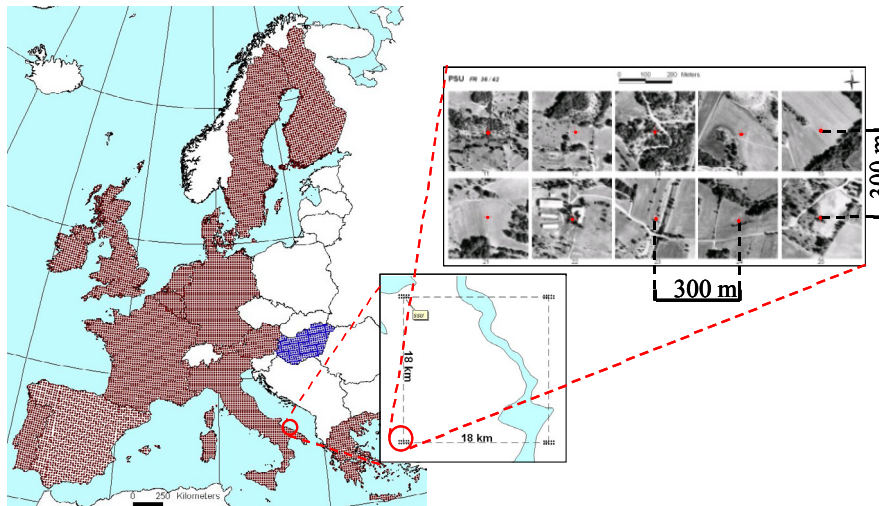 PSU FR 36 / 42
0 100 200 Meters
11 12 13 14 15
300 m
21 22 23 24 25
300 m
SSU
18 km
18 km
0 250 Kilometers